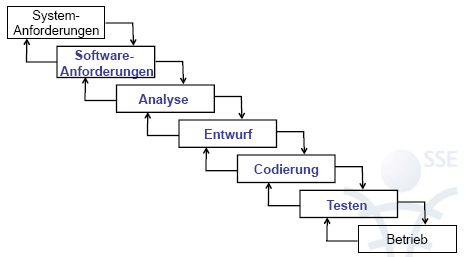 System-
Anforderungen
Software-
Anforderungen
Analyse
Entwurf
Codierung
SSE
Testen
Betrieb